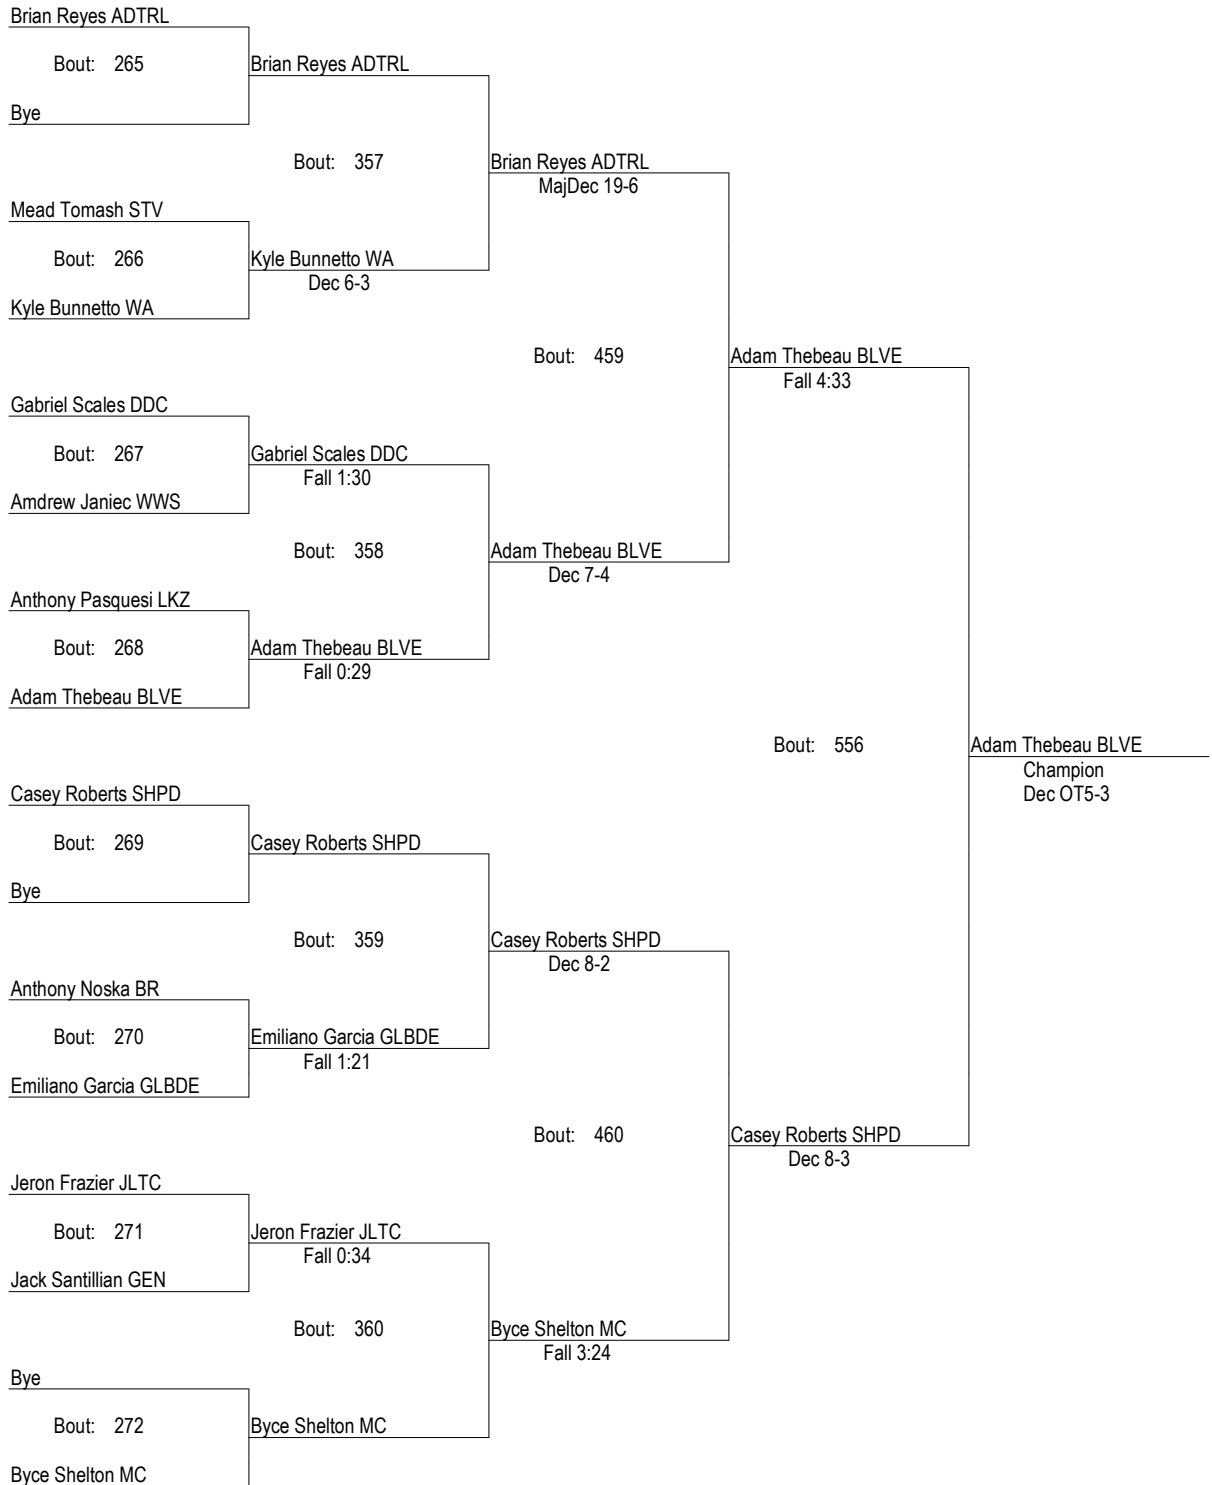 Brian Reyes ADTRL
Bout: 265
Brian Reyes ADTRL
Bye
Bout: 357
Brian Reyes ADTRL
MajDec 19-6
Mead Tomash STV
Bout: 266
Kyle Bunnetto WA
Dec 6-3
Kyle Bunnetto WA
Bout: 459
Adam Thebeau BLVE
Fall 4:33
Gabriel Scales DDC
Bout: 267
Gabriel Scales DDC
Fall 1:30
Amdrew Janiec WWS
Bout: 358
Adam Thebeau BLVE
Dec 7-4
Anthony Pasquesi LKZ
Bout: 268
Adam Thebeau BLVE
Fall 0:29
Adam Thebeau BLVE
Bout: 556
Adam Thebeau BLVE
Champion
Dec OT5-3
Casey Roberts SHPD
Bout: 269
Casey Roberts SHPD
Bye
Bout: 359
Casey Roberts SHPD
Dec 8-2
Anthony Noska BR
Bout: 270
Emiliano Garcia GLBDE
Fall 1:21
Emiliano Garcia GLBDE
Bout: 460
Casey Roberts SHPD
Dec 8-3
Jeron Frazier JLTC
Bout: 271
Jeron Frazier JLTC
Fall 0:34
Jack Santillian GEN
Bout: 360
Byce Shelton MC
Fall 3:24
Bye
Bout: 272
Byce Shelton MC
Byce Shelton MC